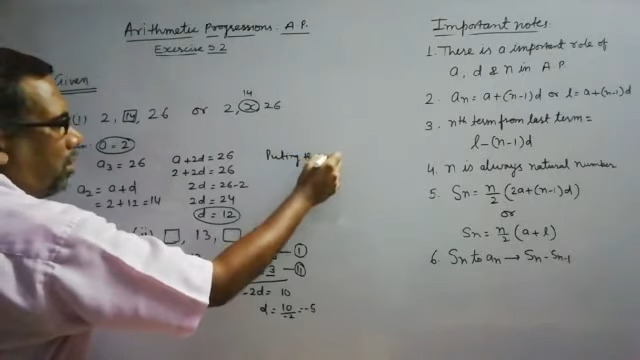 Arithmetic Progressions A.P.
Exercise 5.2
Given
(i) 2, 14, 26 or 2, x, 26
14
a = 2
a3 = 26
a2 = a + d
= 2 + 12 = 14
a + 2d = 26
2 + 2d = 26
2d = 26 - 2
2d = 24
d = 12
Puting
(ii) □, 13, □
— I
3 — II
-2d = 10
d = 10/-2 = -5
Important notes
1. There is a important role of
a, d & n in A P
2. an = a + (n-1)d or l = a + (n-1)d
3. nth term from last term =
l - (n-1)d
4. n is always natural number
5. Sn = n/2 (2a + (n-1)d)
or
Sn = n/2 (a + l)
6. Sn to an → Sn - Sn-1